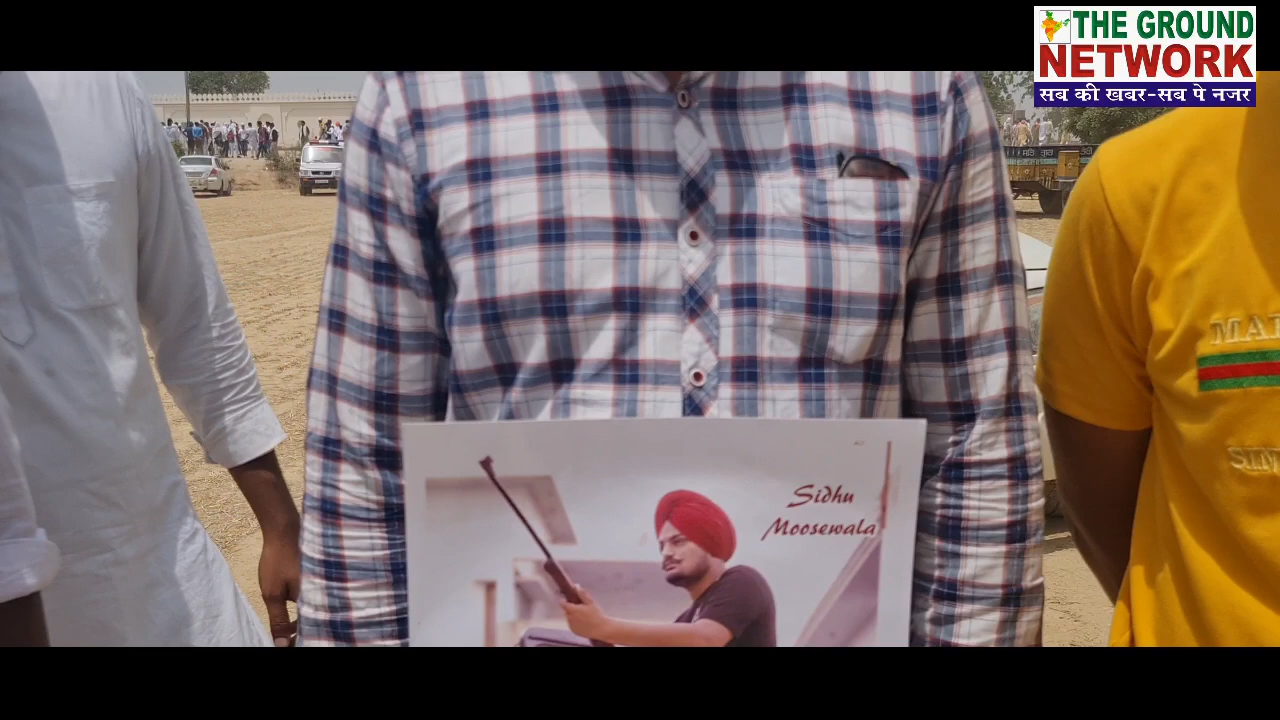 THE GROUND
NETWORK
सब की खबर-सब पे नजर
Sidhu
Moosewala